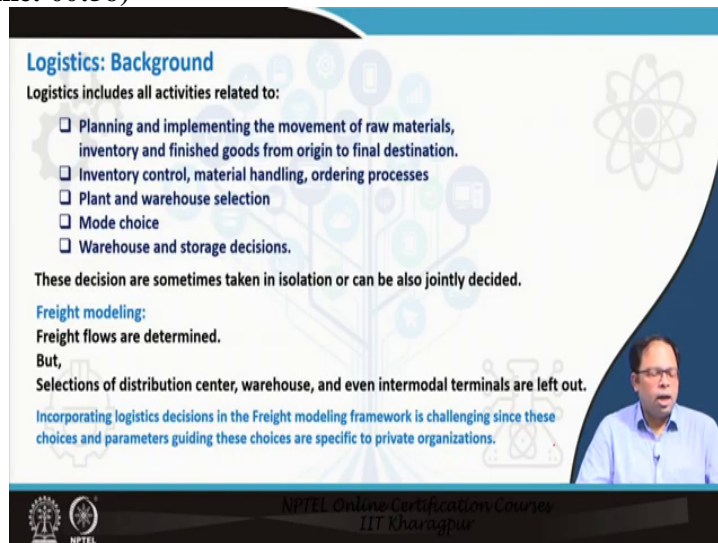 Logistics: Background
Logistics includes all activities related to:
❑ Planning and implementing the movement of raw materials,
inventory and finished goods from origin to final destination.
❑ Inventory control, material handling, ordering processes
❑ Plant and warehouse selection
❑ Mode choice
❑ Warehouse and storage decisions.
These decision are sometimes taken in isolation or can be also jointly decided.
Freight modeling:
Freight flows are determined.
But,
Selections of distribution center, warehouse, and even intermodal terminals are left out.
Incorporating logistics decisions in the Freight modeling framework is challenging since these
choices and parameters guiding these choices are specific to private organizations.
NPTEL Online Certification Courses
IIT Kharagpur
NPTEL